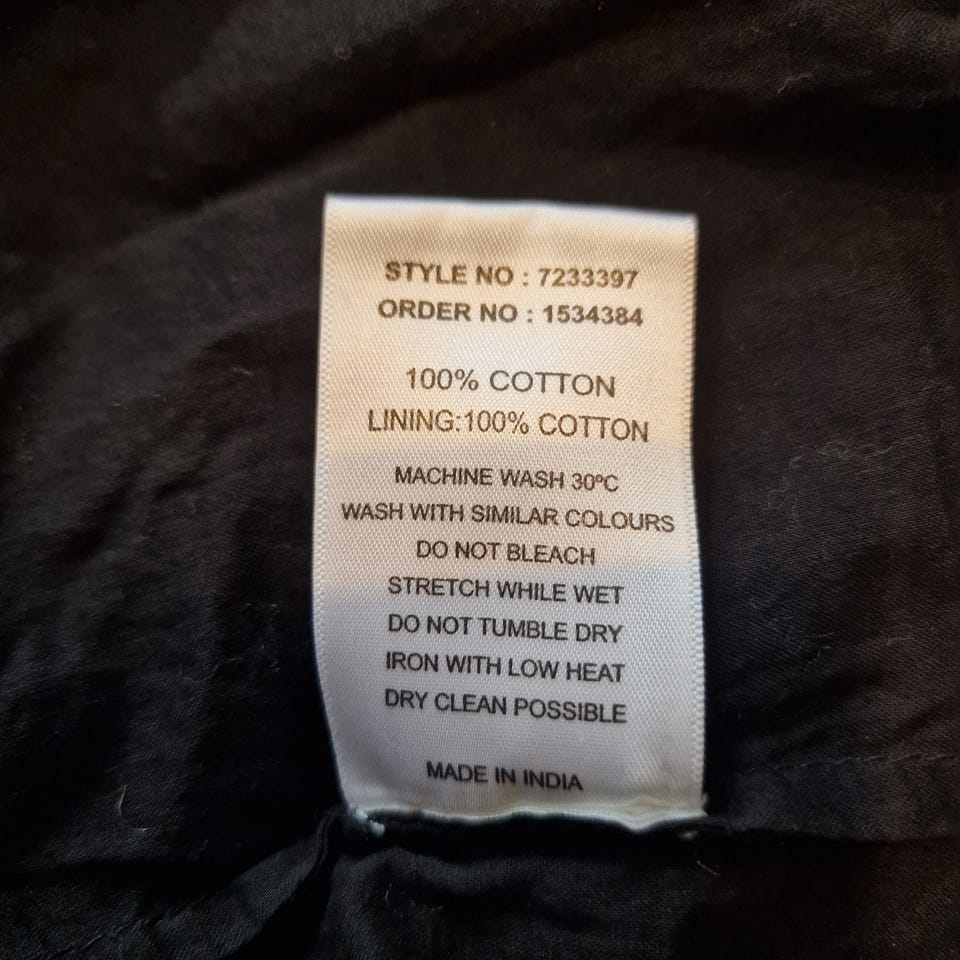 STYLE NO : 7233397
ORDER NO : 1534384
100% COTTON
LINING:100% COTTON
MACHINE WASH 30ºC
WASH WITH SIMILAR COLOURS
DO NOT BLEACH
STRETCH WHILE WET
DO NOT TUMBLE DRY
IRON WITH LOW HEAT
DRY CLEAN POSSIBLE
MADE IN INDIA